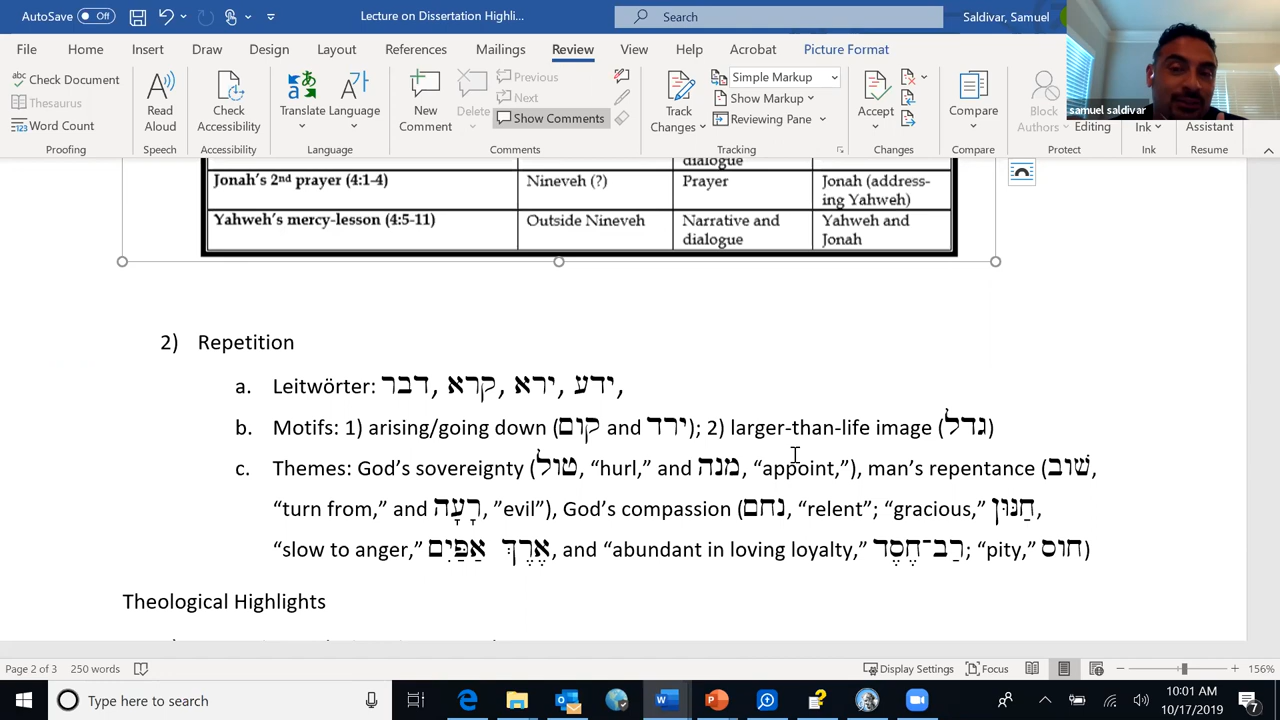 AutoSave Off Lecture on Dissertation Highli... Search Saldivar, Samuel
File Home Insert Draw Design Layout References Mailings Review View Help Acrobat Picture Format
Check Document
Thesaurus
Word Count
Proofing
Read Aloud
Speech
Check Accessibility
Accessibility
Translate Language
Language
New Comment
Delete
Previous
Next
Show Comments
Comments
Track Changes
Simple Markup
Show Markup
Reviewing Pane
Tracking
Accept
Changes
Compare
Compare
Block Authors
Editing
Protect
Ink
Ink
Assistant
Resume
samuel saldivar
dialogue
Jonah's 2nd prayer (4:1-4) Nineveh (?) Prayer Jonah (address-
ing Yahweh)
Yahweh's mercy-lesson (4:5-11) Outside Nineveh Narrative and Yahweh and
dialogue Jonah
2) Repetition
a. Leitwörter: דבר, קרא, ירא, ידע,
b. Motifs: 1) arising/going down (קום and ירד); 2) larger-than-life image (גדל)
c. Themes: God's sovereignty (טול, “hurl,” and מנה, “appoint,”), man's repentance (שׁוב,
“turn from,” and רָעָה, ”evil”), God's compassion (נחם, “relent”; “gracious,” חַנּוּן,
“slow to anger,” אֶרֶךְ אַפַּיִם, and “abundant in loving loyalty,” רַב־חֶסֶד; “pity,” חוס)
Theological Highlights
Page 2 of 3 250 words Display Settings Focus 156%
Type here to search
10:01 AM
10/17/2019
7